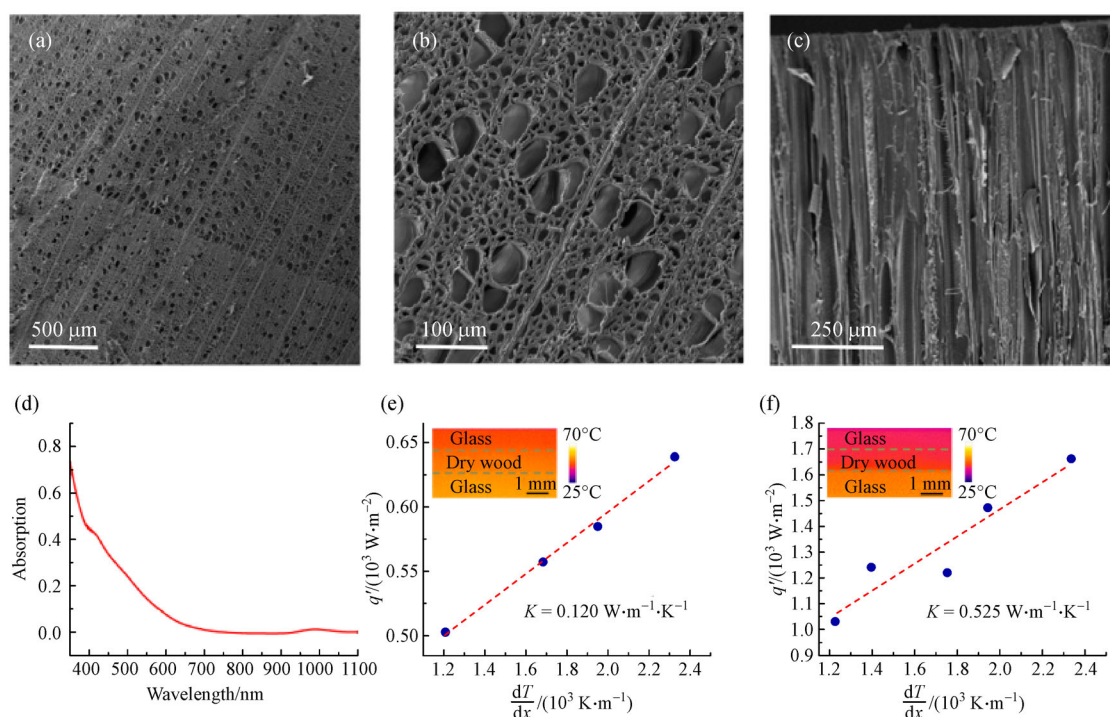 (a)
500 μm
(b)
100 μm
(c)
250 μm
(d)
Absorption
0.8
0.6
0.4
0.2
0.0
400 500 600 700 800 900 1000 1100
Wavelength/nm
(e)
q′/(10³ W·m⁻²)
0.65
0.60
0.55
0.50
Glass
Dry wood
Glass
1 mm
70°C
25°C
K = 0.120 W·m⁻¹·K⁻¹
1.2 1.4 1.6 1.8 2.0 2.2 2.4
dT/dx /(10³ K·m⁻¹)
(f)
q′/(10³ W·m⁻²)
1.8
1.7
1.6
1.5
1.4
1.3
1.2
1.1
1.0
0.9
Glass
Dry wood
Glass
1 mm
70°C
25°C
K = 0.525 W·m⁻¹·K⁻¹
1.2 1.4 1.6 1.8 2.0 2.2 2.4
dT/dx /(10³ K·m⁻¹)